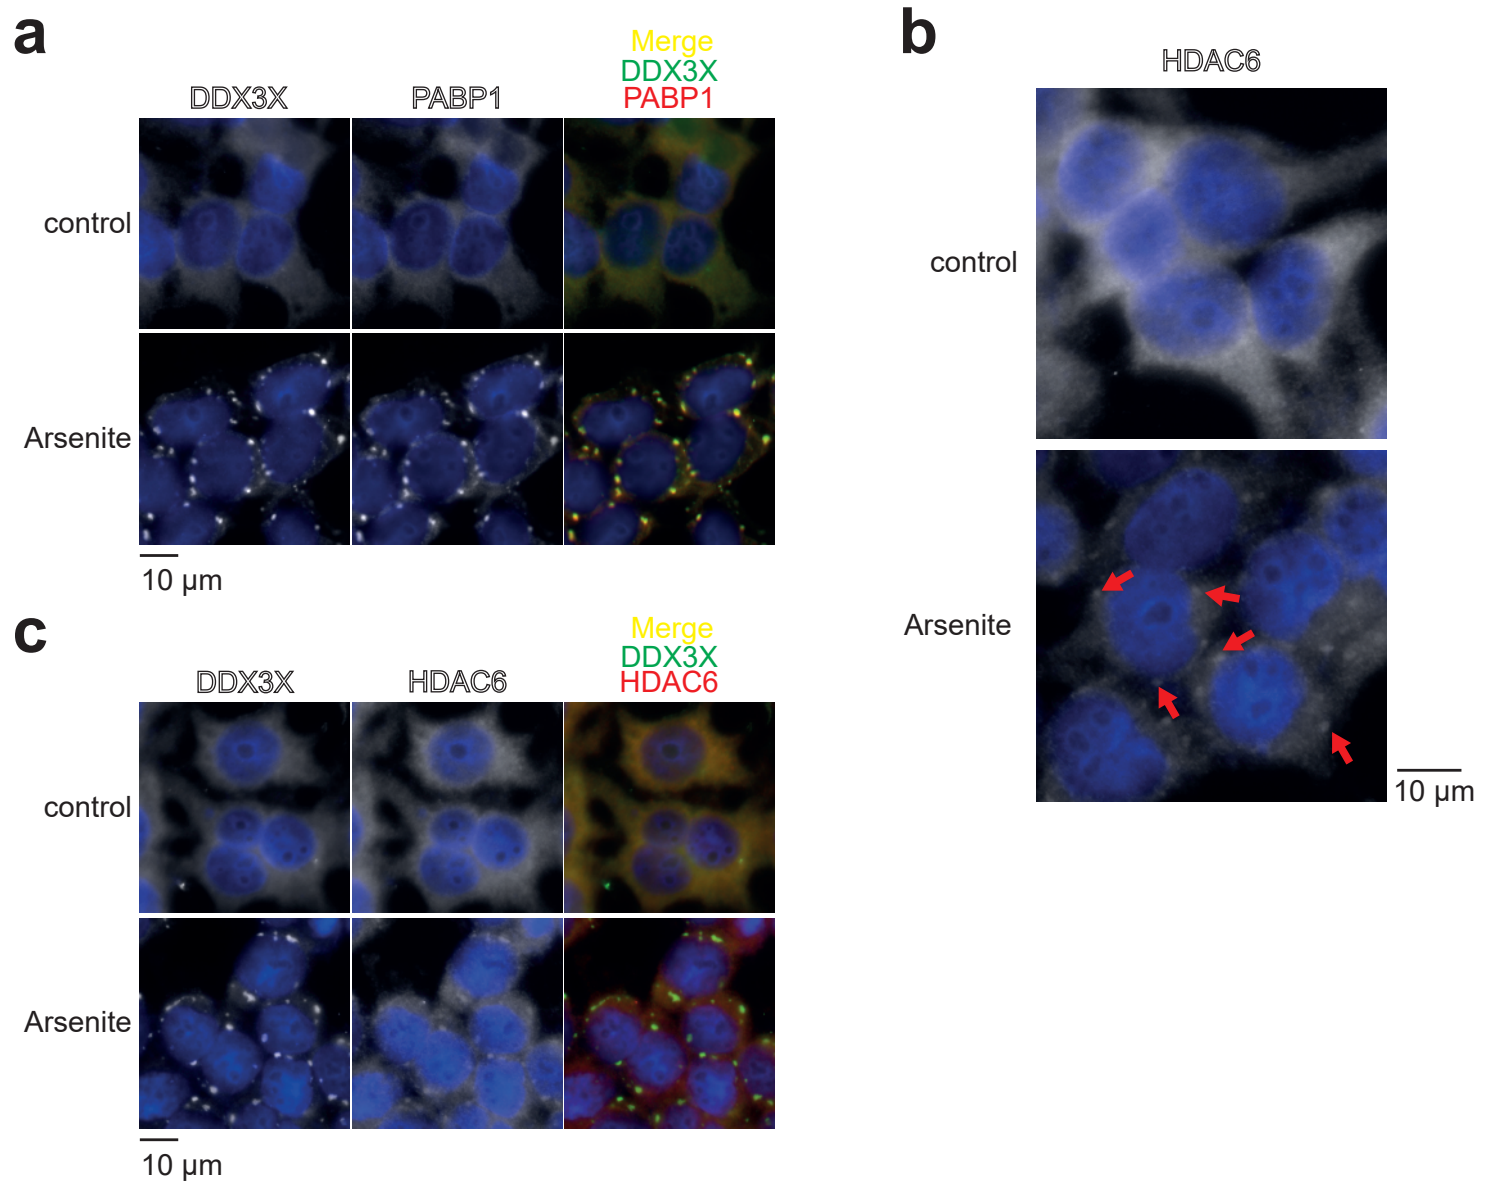 a
Merge
DDX3X
PABP1
DDX3X
PABP1
control
Arsenite
10 µm
b
HDAC6
control
Arsenite
10 µm
c
Merge
DDX3X
HDAC6
DDX3X
HDAC6
control
Arsenite
10 µm